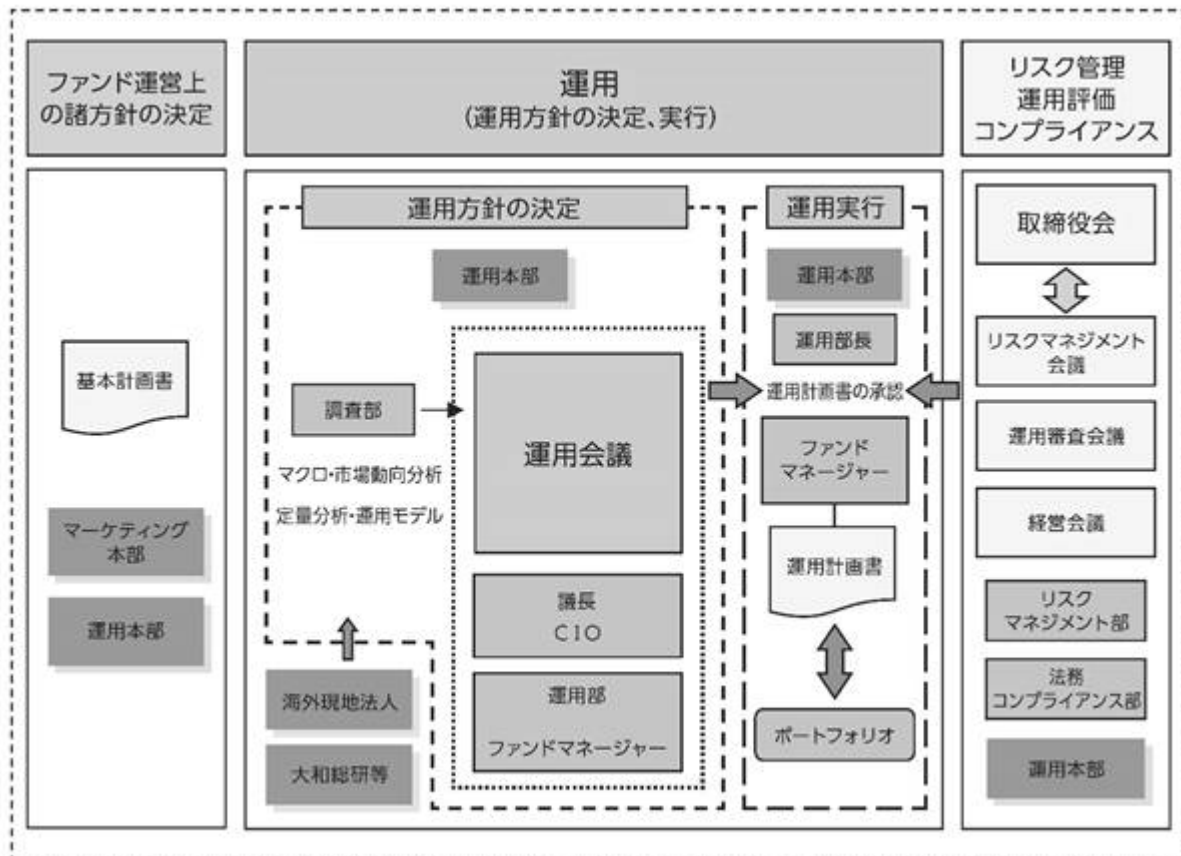 ファンド運営上
の諸方針の決定
運用
(運用方針の決定、実行)
リスク管理
運用評価
コンプライアンス
基本計画書
マーケティング
本部
運用本部
運用方針の決定
運用本部
調査部
マクロ・市場動向分析
定量分析・運用モデル
海外現地法人
大和総研等
運用会議
議長
CIO
運用部
ファンドマネージャー
運用実行
運用本部
運用部長
運用計画書の承認
ファンド
マネージャー
運用計画書
ポートフォリオ
取締役会
リスクマネジメント
会議
運用審査会議
経営会議
リスク
マネジメント部
法務
コンプライアンス部
運用本部